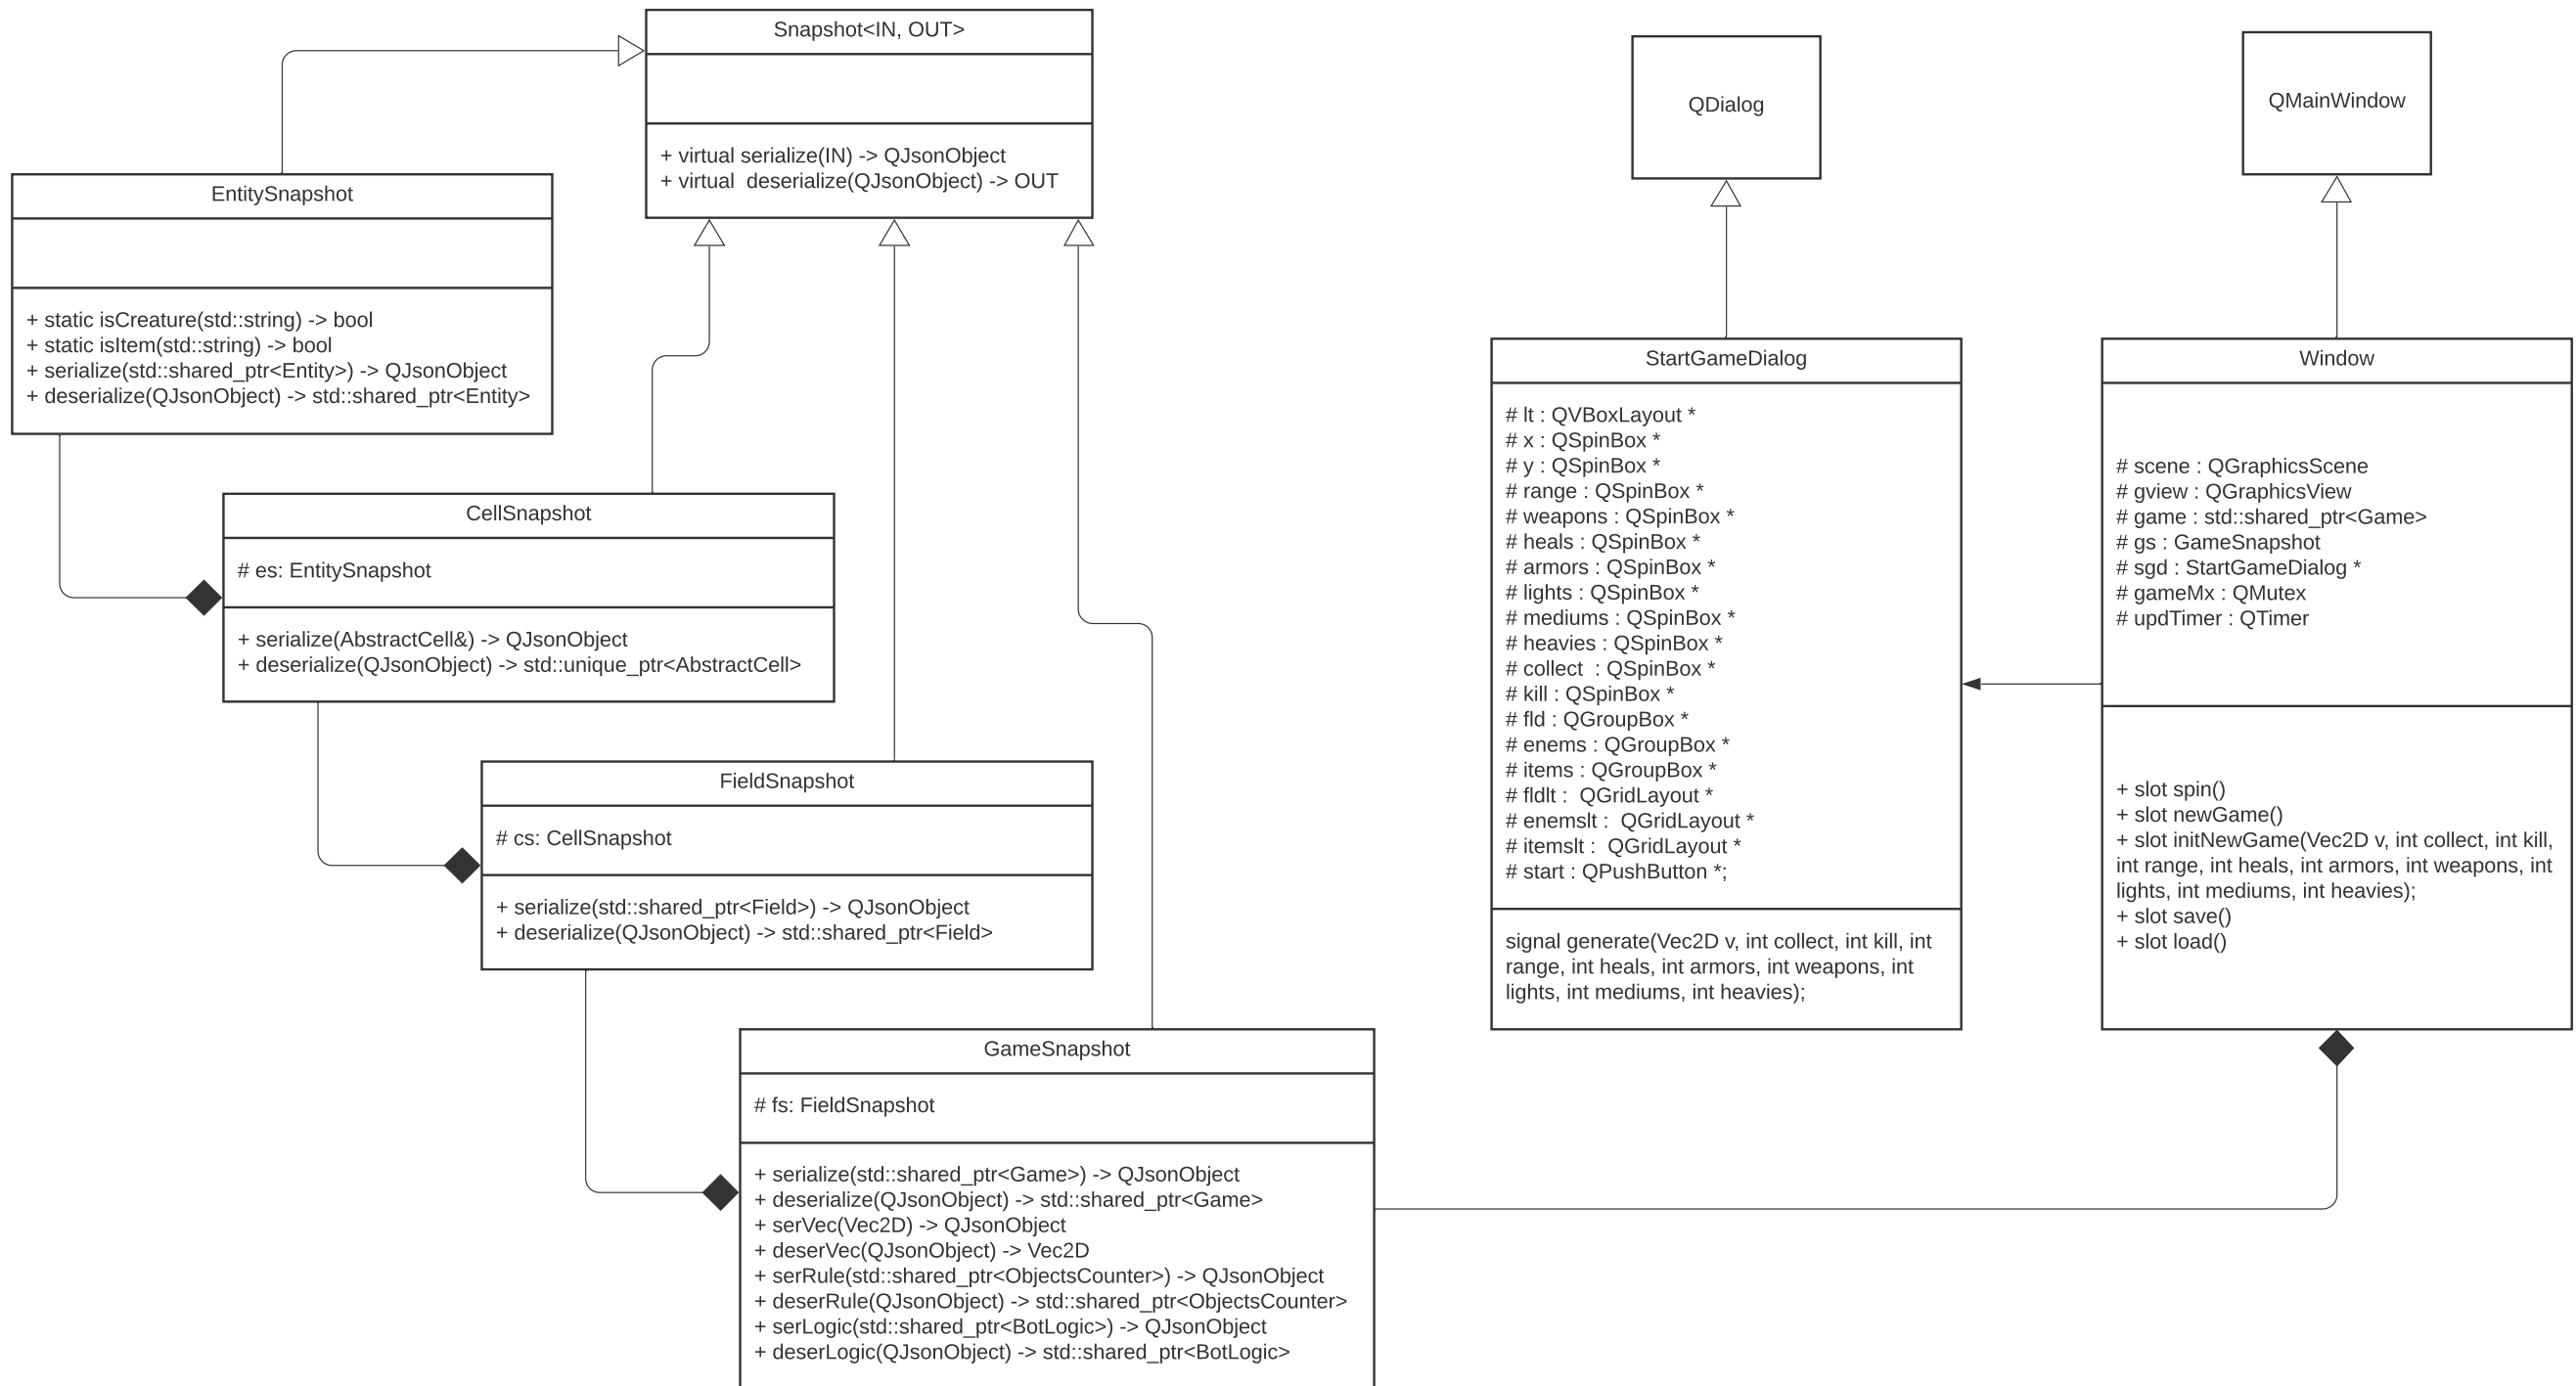 Snapshot<IN, OUT>
+ virtual serialize(IN) -> QJsonObject
+ virtual  deserialize(QJsonObject) -> OUT
EntitySnapshot
+ static isCreature(std::string) -> bool
+ static isItem(std::string) -> bool
+ serialize(std::shared_ptr<Entity>) -> QJsonObject
+ deserialize(QJsonObject) -> std::shared_ptr<Entity>
CellSnapshot
# es: EntitySnapshot
+ serialize(AbstractCell&) -> QJsonObject
+ deserialize(QJsonObject) -> std::unique_ptr<AbstractCell>
FieldSnapshot
# cs: CellSnapshot
+ serialize(std::shared_ptr<Field>) -> QJsonObject
+ deserialize(QJsonObject) -> std::shared_ptr<Field>
GameSnapshot
# fs: FieldSnapshot
+ serialize(std::shared_ptr<Game>) -> QJsonObject
+ deserialize(QJsonObject) -> std::shared_ptr<Game>
+ serVec(Vec2D) -> QJsonObject
+ deserVec(QJsonObject) -> Vec2D
+ serRule(std::shared_ptr<ObjectsCounter>) -> QJsonObject
+ deserRule(QJsonObject) -> std::shared_ptr<ObjectsCounter>
+ serLogic(std::shared_ptr<BotLogic>) -> QJsonObject
+ deserLogic(QJsonObject) -> std::shared_ptr<BotLogic>
QDialog
StartGameDialog
# lt : QVBoxLayout *
# x : QSpinBox *
# y : QSpinBox *
# range : QSpinBox *
# weapons : QSpinBox *
# heals : QSpinBox *
# armors : QSpinBox *
# lights : QSpinBox *
# mediums : QSpinBox *
# heavies : QSpinBox *
# collect  : QSpinBox *
# kill : QSpinBox *
# fld : QGroupBox *
# enems : QGroupBox *
# items : QGroupBox *
# fldlt :  QGridLayout *
# enemslt :  QGridLayout *
# itemslt :  QGridLayout *
# start : QPushButton *;
signal generate(Vec2D v, int collect, int kill, int
range, int heals, int armors, int weapons, int
lights, int mediums, int heavies);
QMainWindow
Window
# scene : QGraphicsScene
# gview : QGraphicsView
# game : std::shared_ptr<Game>
# gs : GameSnapshot
# sgd : StartGameDialog *
# gameMx : QMutex
# updTimer : QTimer
+ slot spin()
+ slot newGame()
+ slot initNewGame(Vec2D v, int collect, int kill,
int range, int heals, int armors, int weapons, int
lights, int mediums, int heavies);
+ slot save()
+ slot load()